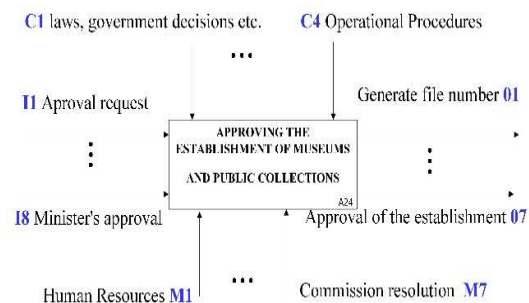 C1 laws, government decisions etc.
C4 Operational Procedures
...
I1 Aproval request
Generate file number 01
APPROVING THE
ESTABLISHMENT OF MUSEUMS
AND PUBLIC COLLECTIONS
A24
I8 Minister's approval
Approval of the establishment 07
...
Human Resources M1
Commission resolution M7